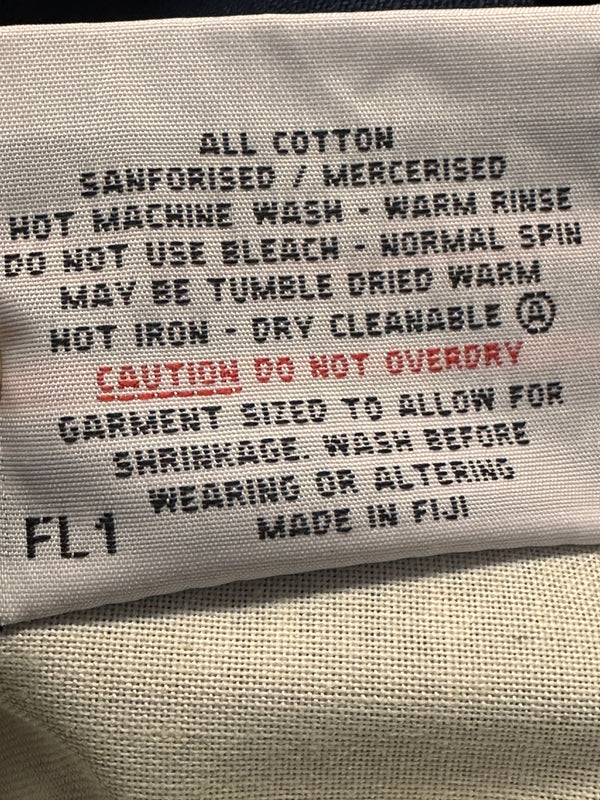 ALL COTTON
SANFORISED / MERCERISED
HOT MACHINE WASH - WARM RINSE
DO NOT USE BLEACH - NORMAL SPIN
MAY BE TUMBLE DRIED WARM
HOT IRON - DRY CLEANABLE Ⓐ
CAUTION DO NOT OVERDRY
GARMENT SIZED TO ALLOW FOR
SHRINKAGE. WASH BEFORE
WEARING OR ALTERING
MADE IN FIJI
FL1